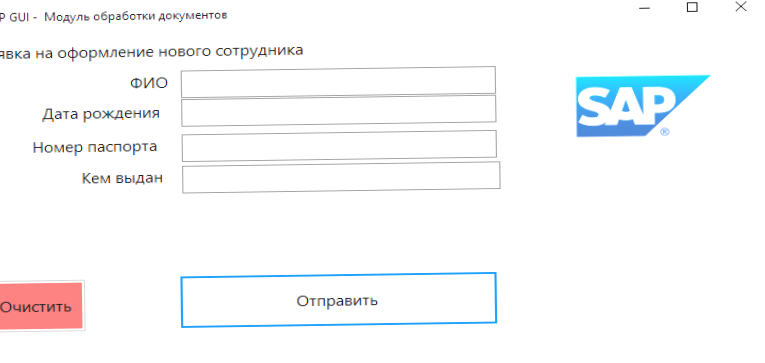 P GUI - Модуль обработки документов
явка на оформление нового сотрудника
ФИО
Дата рождения
SAP®
Номер паспорта
Кем выдан
Очистить
Отправить